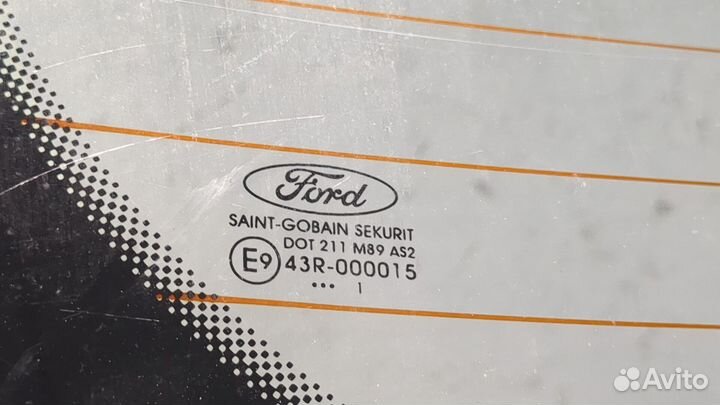 Ford
SAINT-GOBAIN SEKURIT
DOT 211 M89 AS2
E9 43R-000015
... 1
Avito